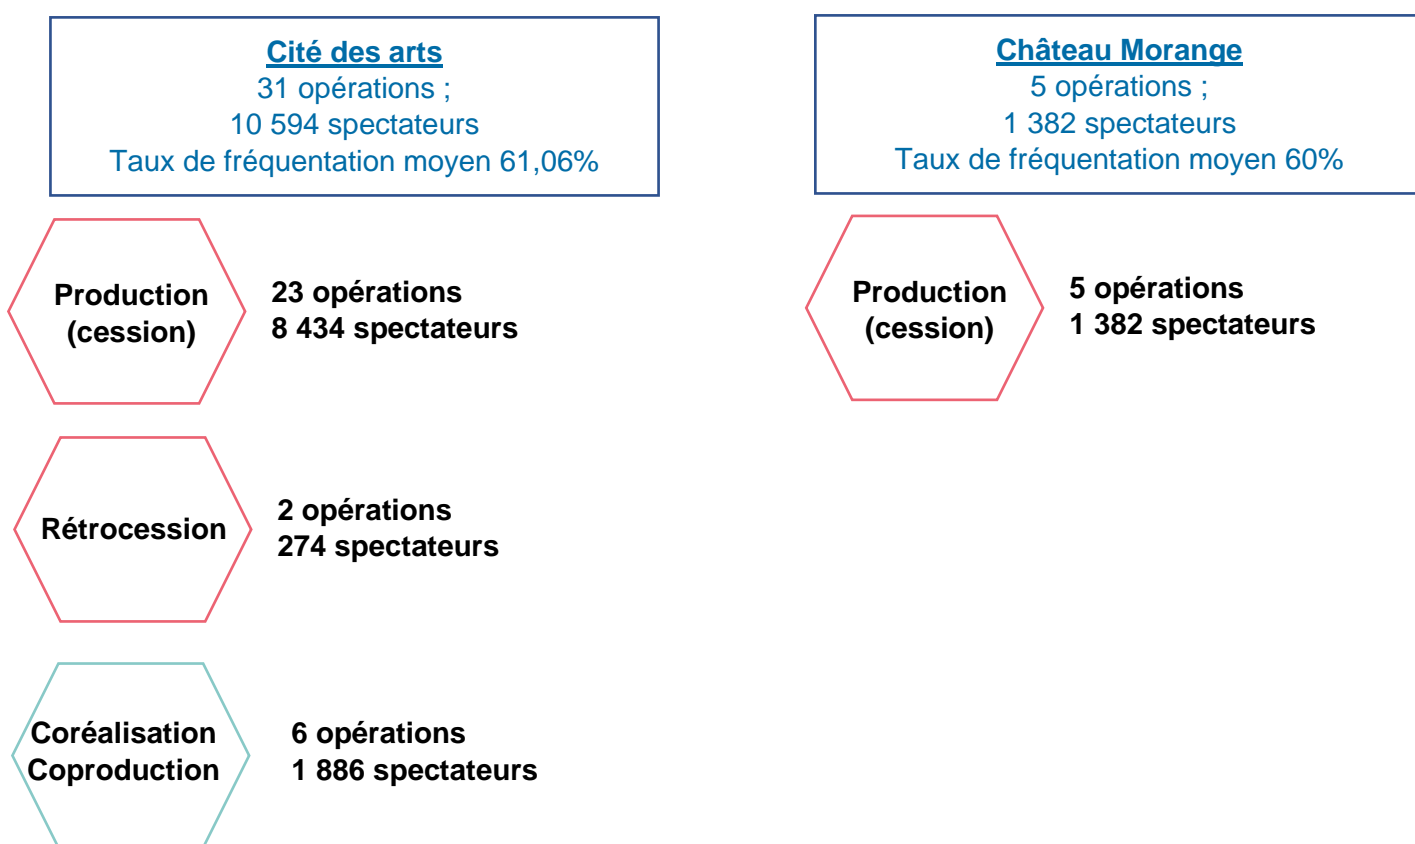 Cité des arts
31 opérations ;
10 594 spectateurs
Taux de fréquentation moyen 61,06%
Château Morange
5 opérations ;
1 382 spectateurs
Taux de fréquentation moyen 60%
Production
(cession)
23 opérations
8 434 spectateurs
Production
(cession)
5 opérations
1 382 spectateurs
Rétrocession
2 opérations
274 spectateurs
Coréalisation
Coproduction
6 opérations
1 886 spectateurs